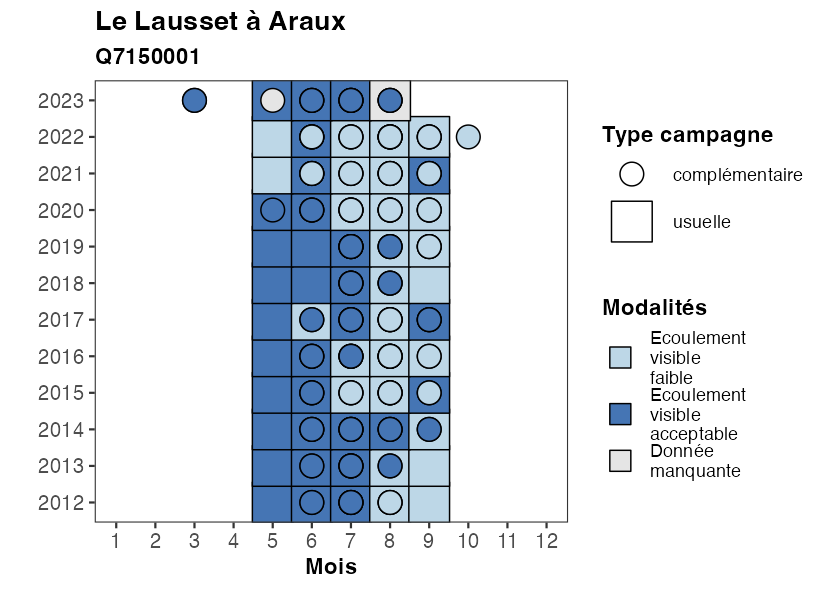 Le Lausset à Araux
Q7150001
2023
2022
2021
2020
2019
2018
2017
2016
2015
2014
2013
2012
1 2 3 4 5 6 7 8 9 10 11 12
Mois
Type campagne
complémentaire
usuelle
Modalités
Ecoulement
visible
faible
Ecoulement
visible
acceptable
Donnée
manquante